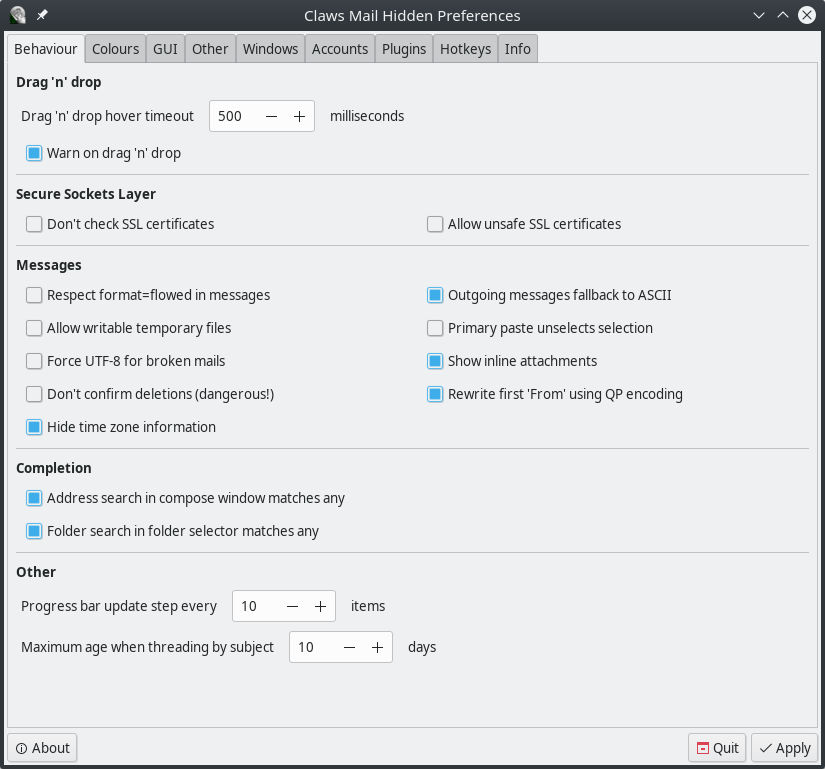 Claws Mail Hidden Preferences
Behaviour Colours GUI Other Windows Accounts Plugins Hotkeys Info
Drag 'n' drop
Drag 'n' drop hover timeout 500 milliseconds
Warn on drag 'n' drop
Secure Sockets Layer
Don't check SSL certificates Allow unsafe SSL certificates
Messages
Respect format=flowed in messages Outgoing messages fallback to ASCII
Allow writable temporary files Primary paste unselects selection
Force UTF-8 for broken mails Show inline attachments
Don't confirm deletions (dangerous!) Rewrite first 'From' using QP encoding
Hide time zone information
Completion
Address search in compose window matches any
Folder search in folder selector matches any
Other
Progress bar update step every 10 items
Maximum age when threading by subject 10 days
About Quit Apply